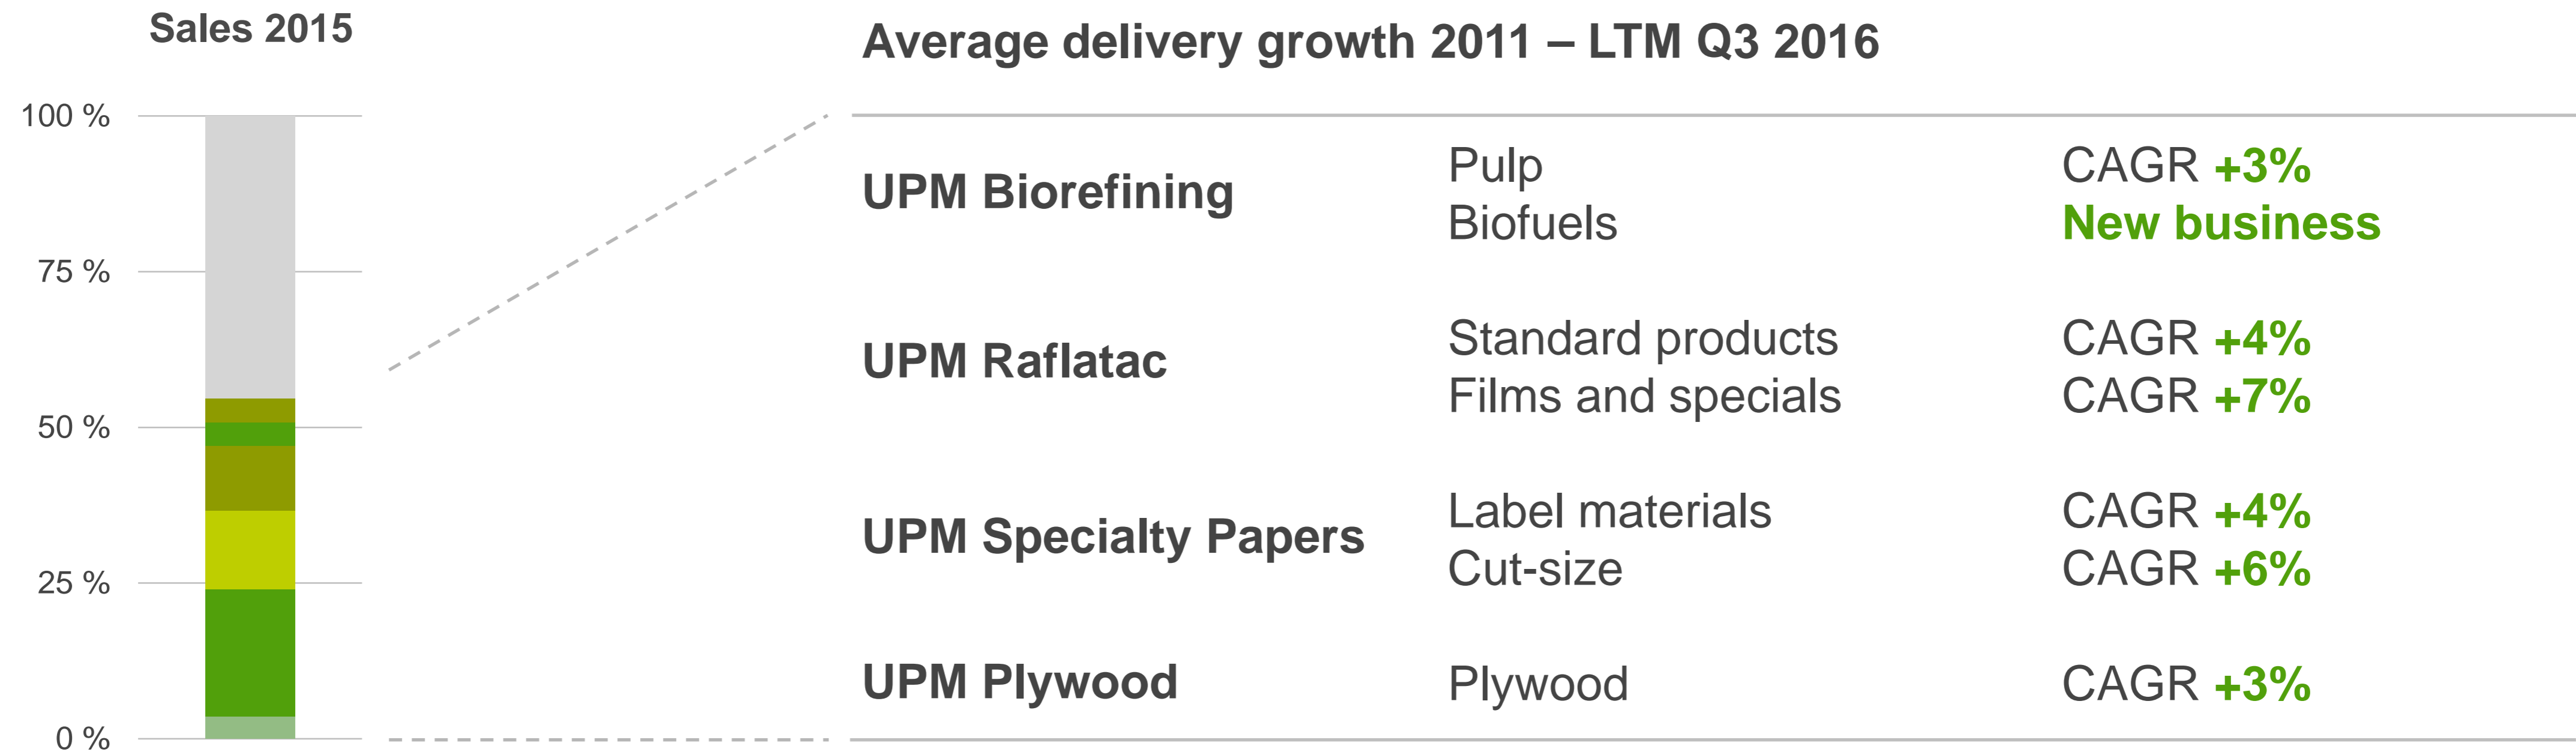 Sales 2015
100 %
75 %
50 %
25 %
0 %
Average delivery growth 2011 – LTM Q3 2016
UPM Biorefining
Pulp CAGR +3%
Biofuels New business
UPM Raflatac
Standard products CAGR +4%
Films and specials CAGR +7%
UPM Specialty Papers
Label materials CAGR +4%
Cut-size CAGR +6%
UPM Plywood Plywood CAGR +3%